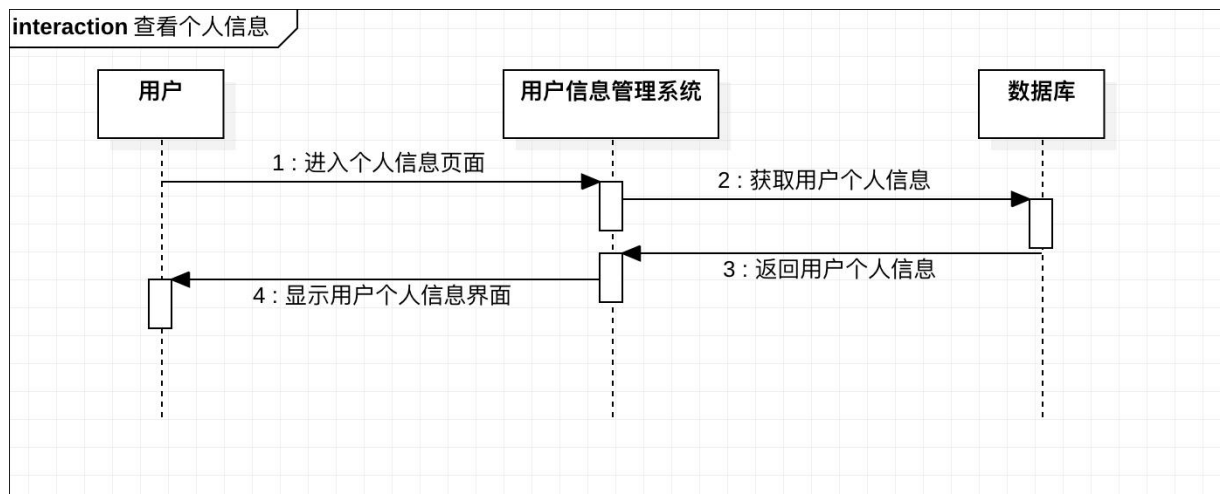 interaction 查看个人信息
用户
用户信息管理系统
数据库
1 : 进入个人信息页面
2 : 获取用户个人信息
3 : 返回用户个人信息
4 : 显示用户个人信息界面